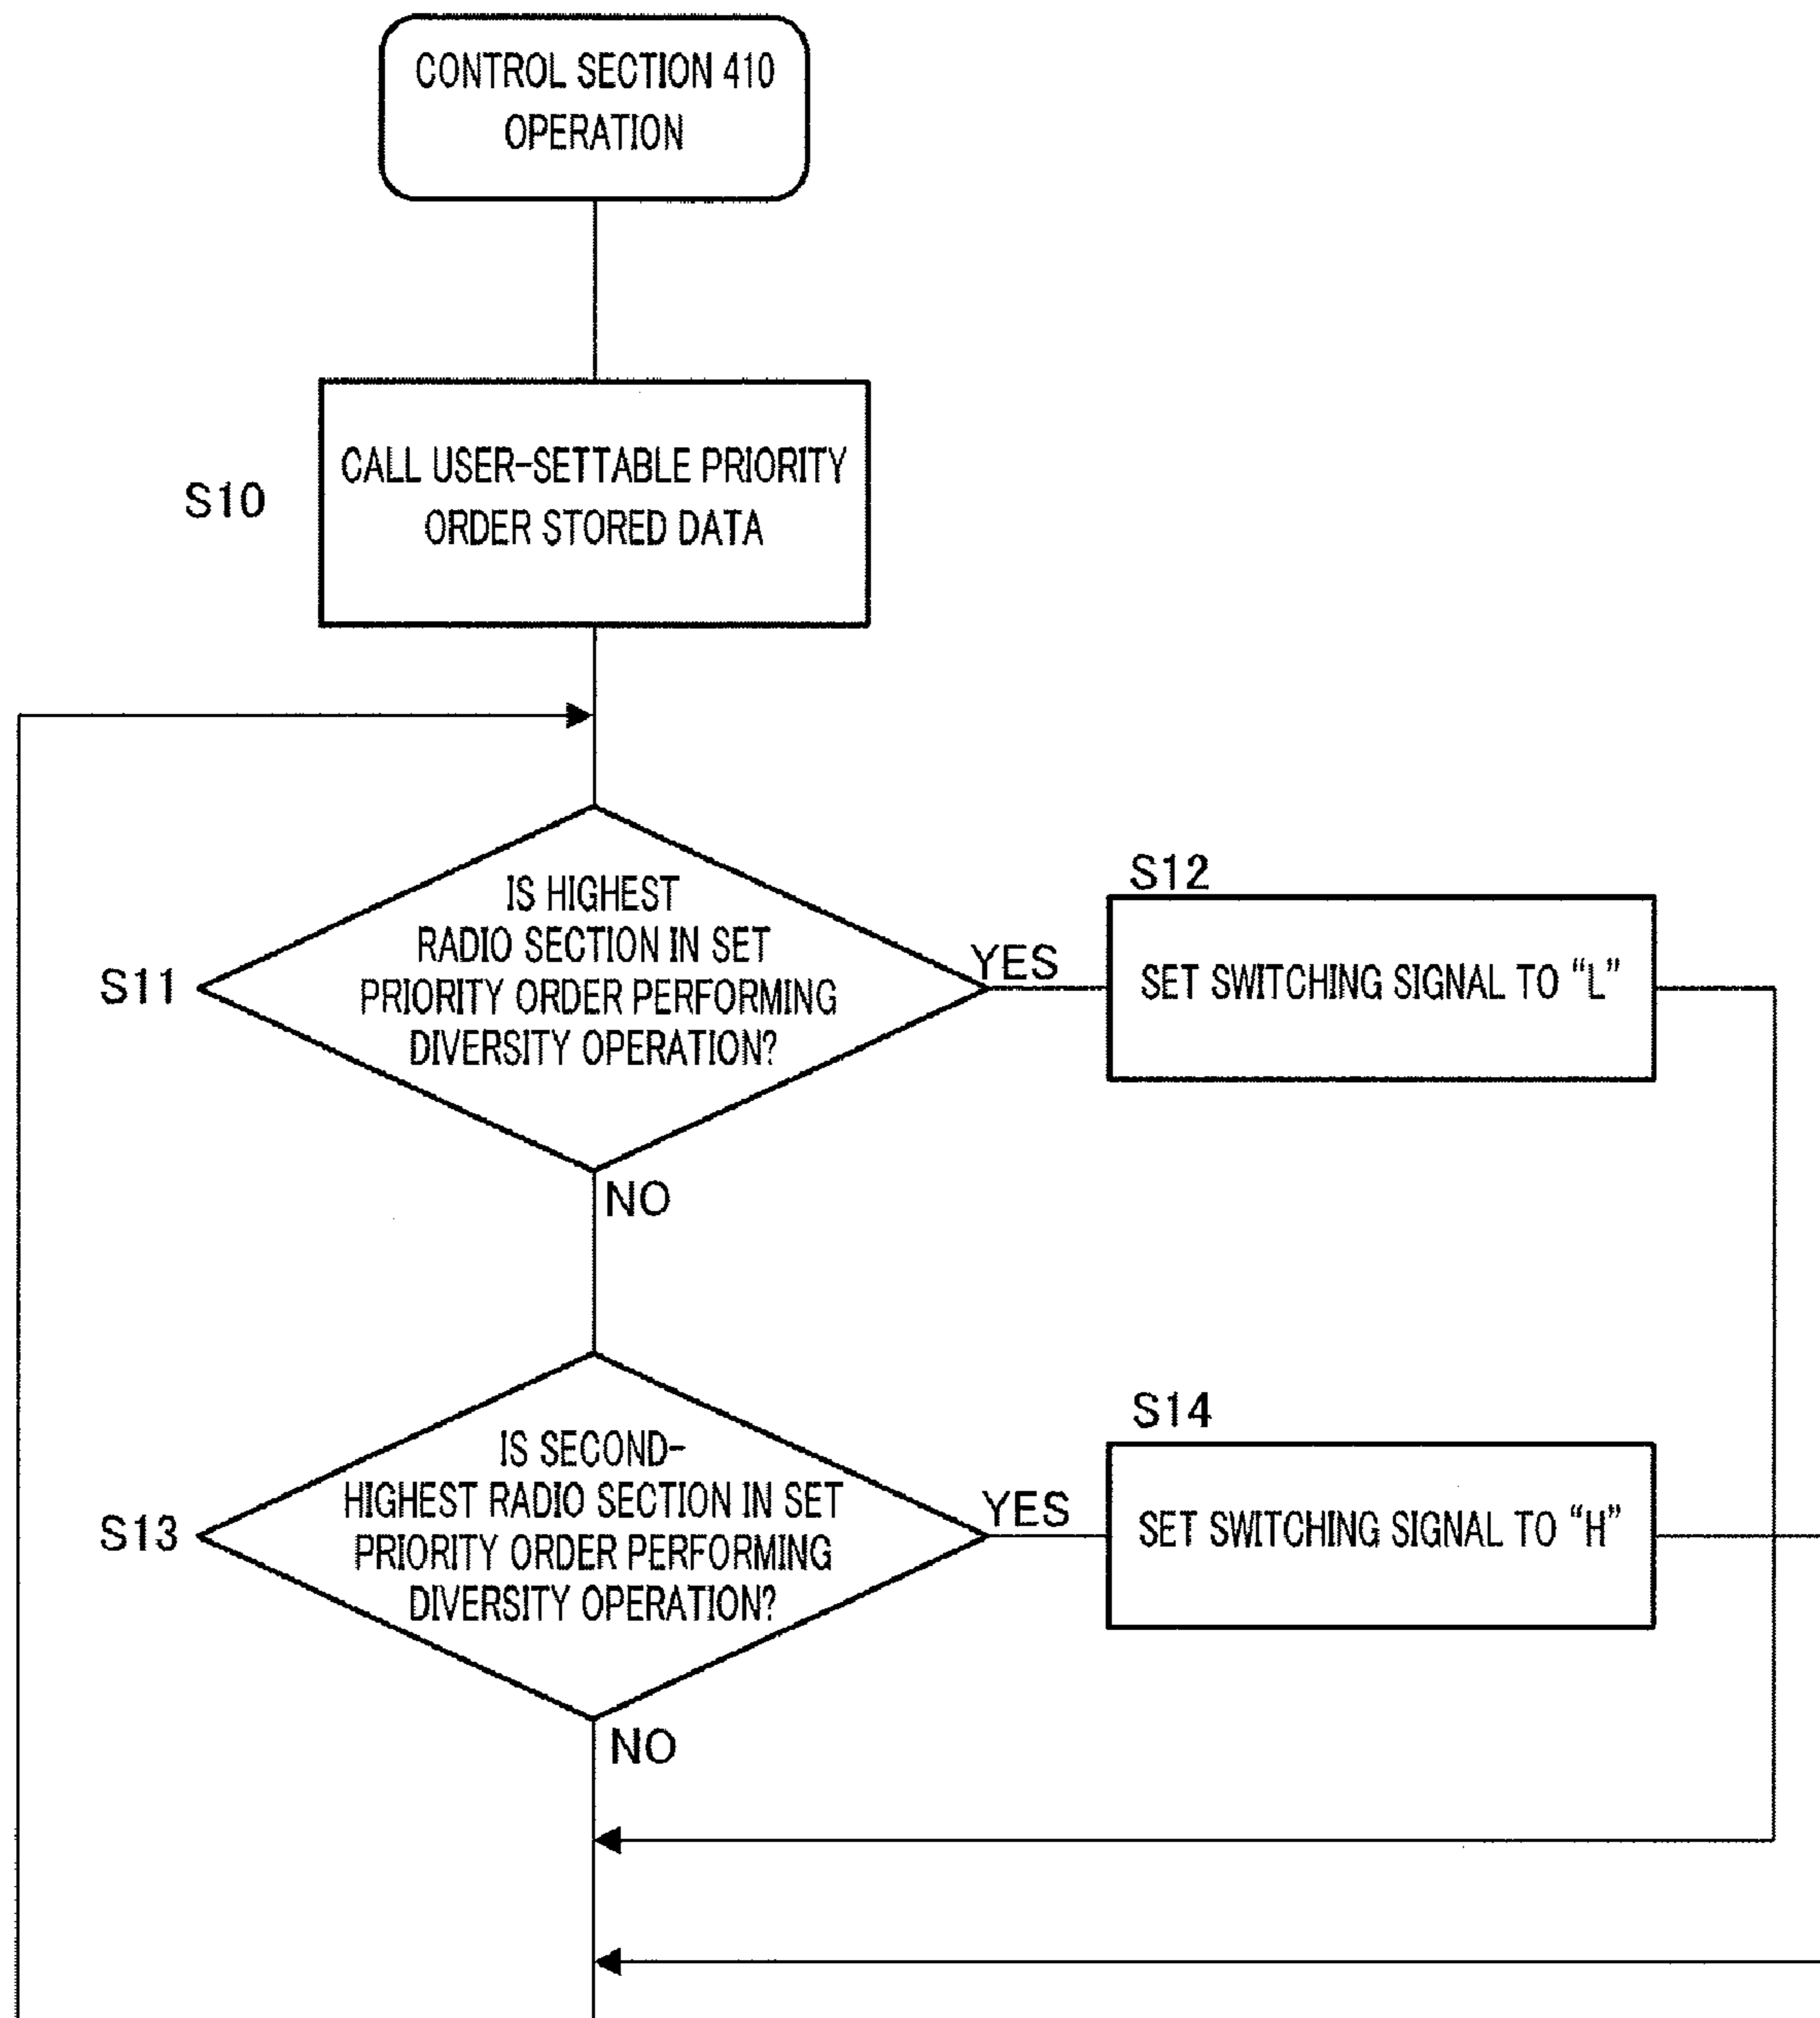 CONTROL SECTION 410
OPERATION
S10
CALL USER-SETTABLE PRIORITY
ORDER STORED DATA
S11
IS HIGHEST
RADIO SECTION IN SET
PRIORITY ORDER PERFORMING
DIVERSITY OPERATION?
YES
S12
SET SWITCHING SIGNAL TO “L”
NO
S13
IS SECOND-
HIGHEST RADIO SECTION IN SET
PRIORITY ORDER PERFORMING
DIVERSITY OPERATION?
YES
S14
SET SWITCHING SIGNAL TO “H”
NO